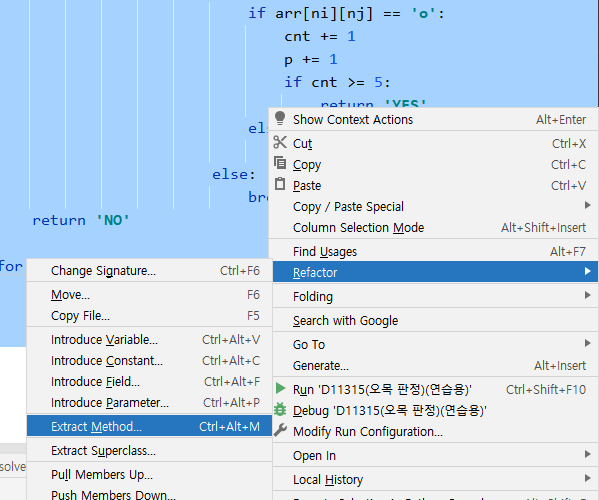 if arr[ni][nj] == 'o':
cnt += 1
p += 1
if cnt >= 5:
return 'YES'
else:
bre
return 'NO'
for
Show Context Actions Alt+Enter
Cut Ctrl+X
Copy Ctrl+C
Paste Ctrl+V
Copy / Paste Special
Column Selection Mode Alt+Shift+Insert
Find Usages Alt+F7
Refactor
Folding
Search with Google
Go To
Generate... Alt+Insert
Run 'D11315(오목 판정)(연습용)' Ctrl+Shift+F10
Debug 'D11315(오목 판정)(연습용)'
Modify Run Configuration...
Open In
Local History
Change Signature... Ctrl+F6
Move... F6
Copy File... F5
Introduce Variable... Ctrl+Alt+V
Introduce Constant... Ctrl+Alt+C
Introduce Field... Ctrl+Alt+F
Introduce Parameter... Ctrl+Alt+P
Extract Method... Ctrl+Alt+M
Extract Superclass...
Pull Members Up...
Push Members Down...
solve